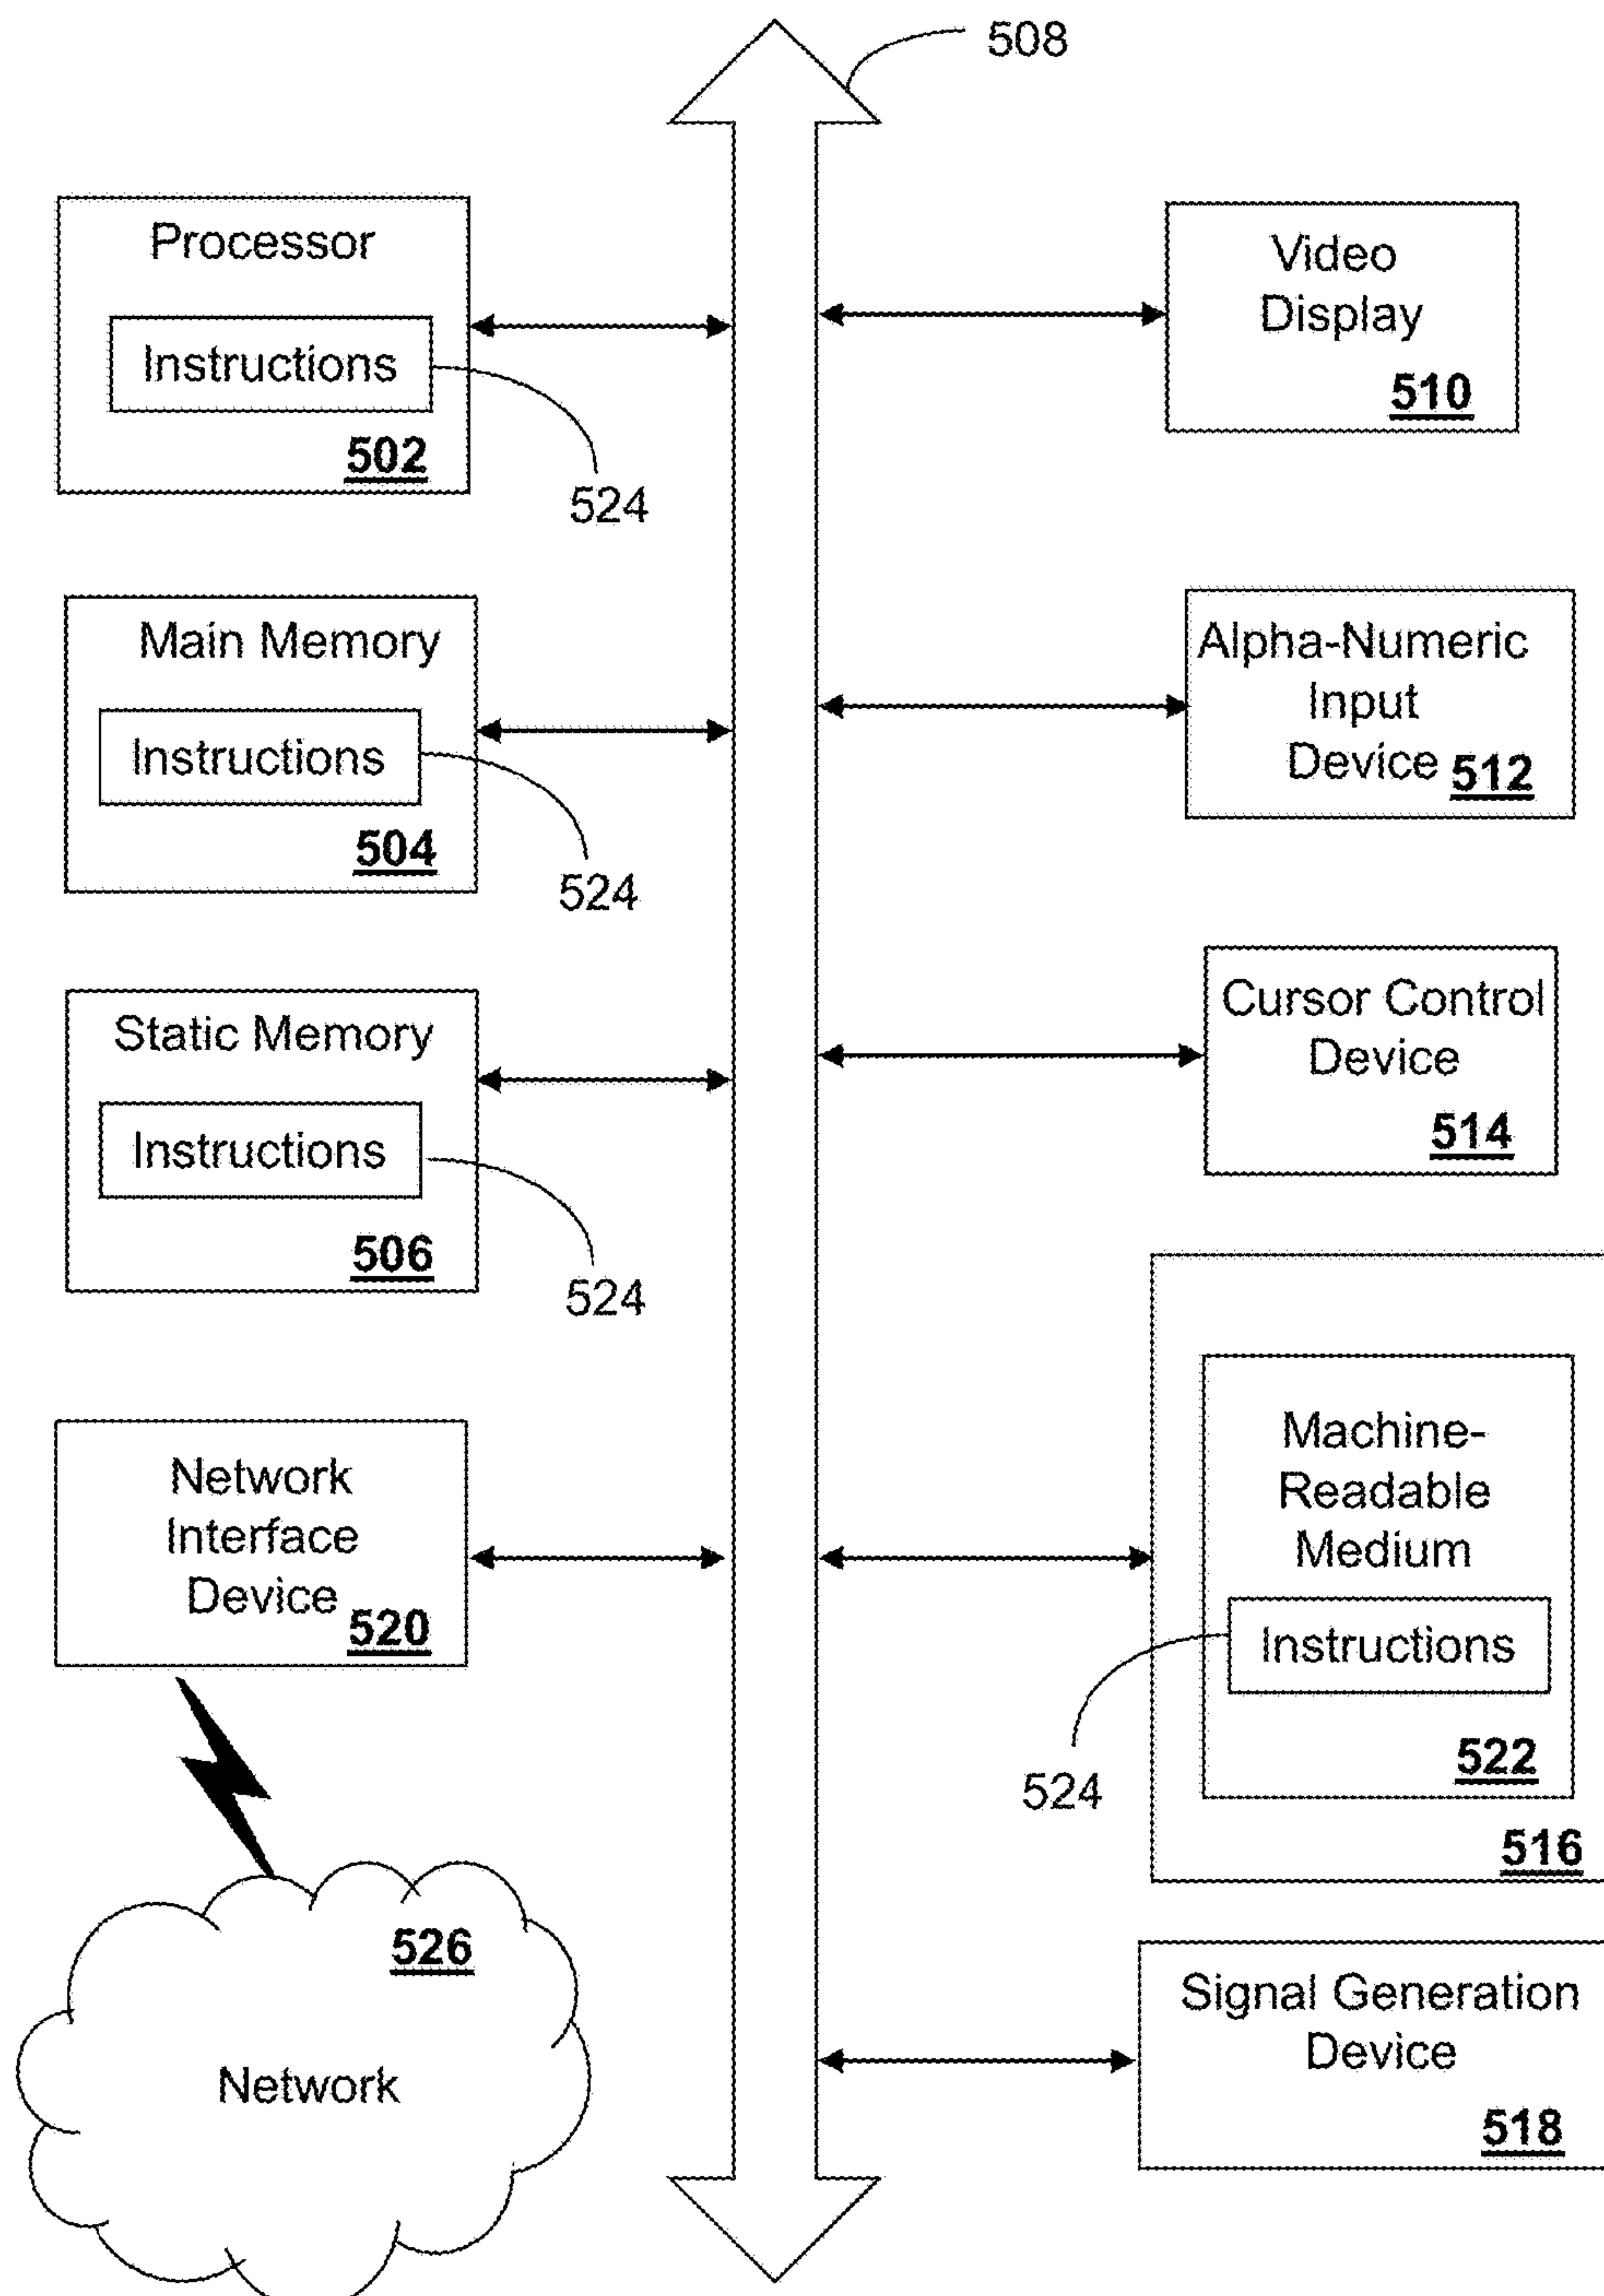 508
Processor
Instructions
502
524
Video
Display
510
Main Memory
Instructions
504
524
Alpha-Numeric
Input
Device 512
Static Memory
Instructions
506
524
Cursor Control
Device
514
Network
Interface
Device
520
Machine-
Readable
Medium
Instructions
522
524
516
526
Network
Signal Generation
Device
518